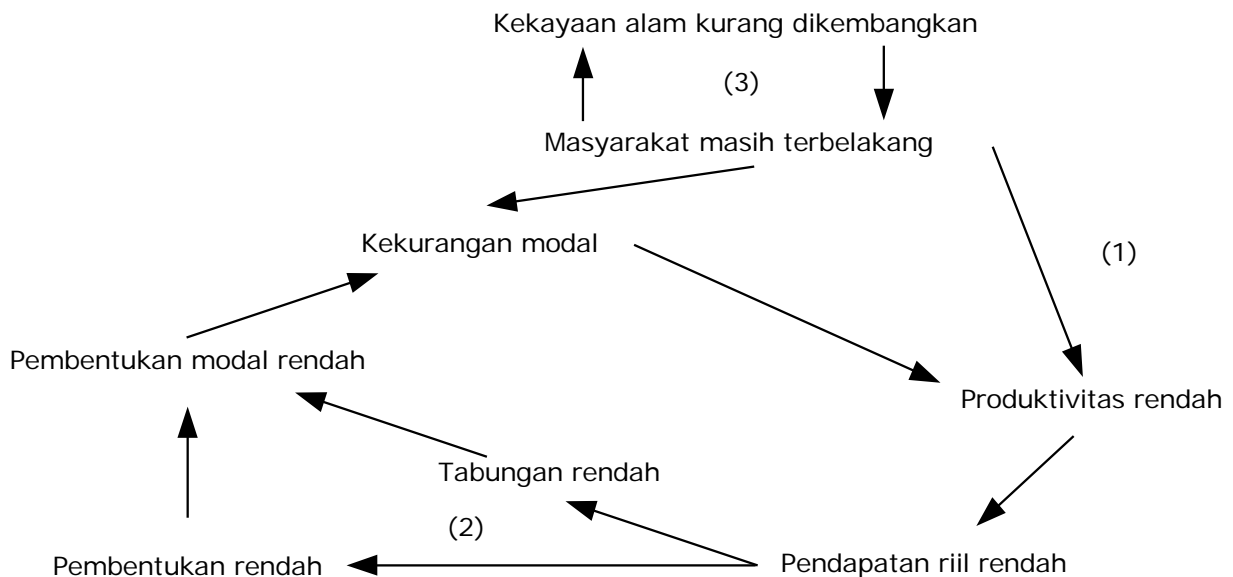 Kekayaan alam kurang dikembangkan
(3)
Masyarakat masih terbelakang
Kekurangan modal
(1)
Pembentukan modal rendah
Produktivitas rendah
Tabungan rendah
(2)
Pembentukan rendah
Pendapatan riil rendah